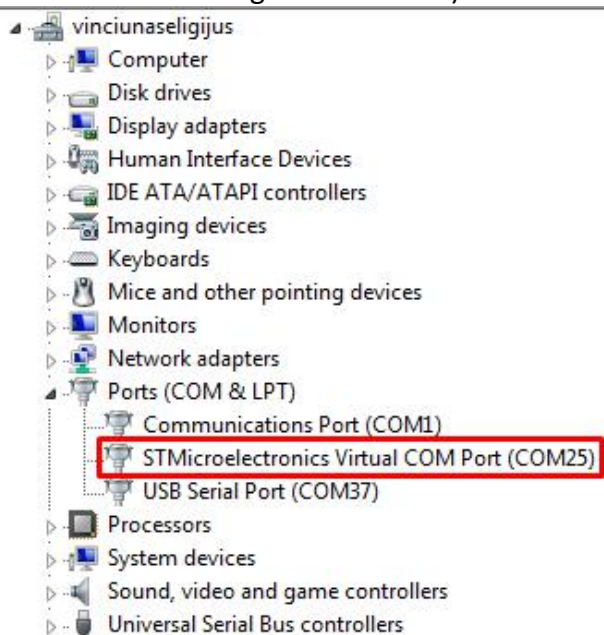 vinciunaseligijus
Computer
Disk drives
Display adapters
Human Interface Devices
IDE ATA/ATAPI controllers
Imaging devices
Keyboards
Mice and other pointing devices
Monitors
Network adapters
Ports (COM & LPT)
Communications Port (COM1)
STMicroelectronics Virtual COM Port (COM25)
USB Serial Port (COM37)
Processors
System devices
Sound, video and game controllers
Universal Serial Bus controllers